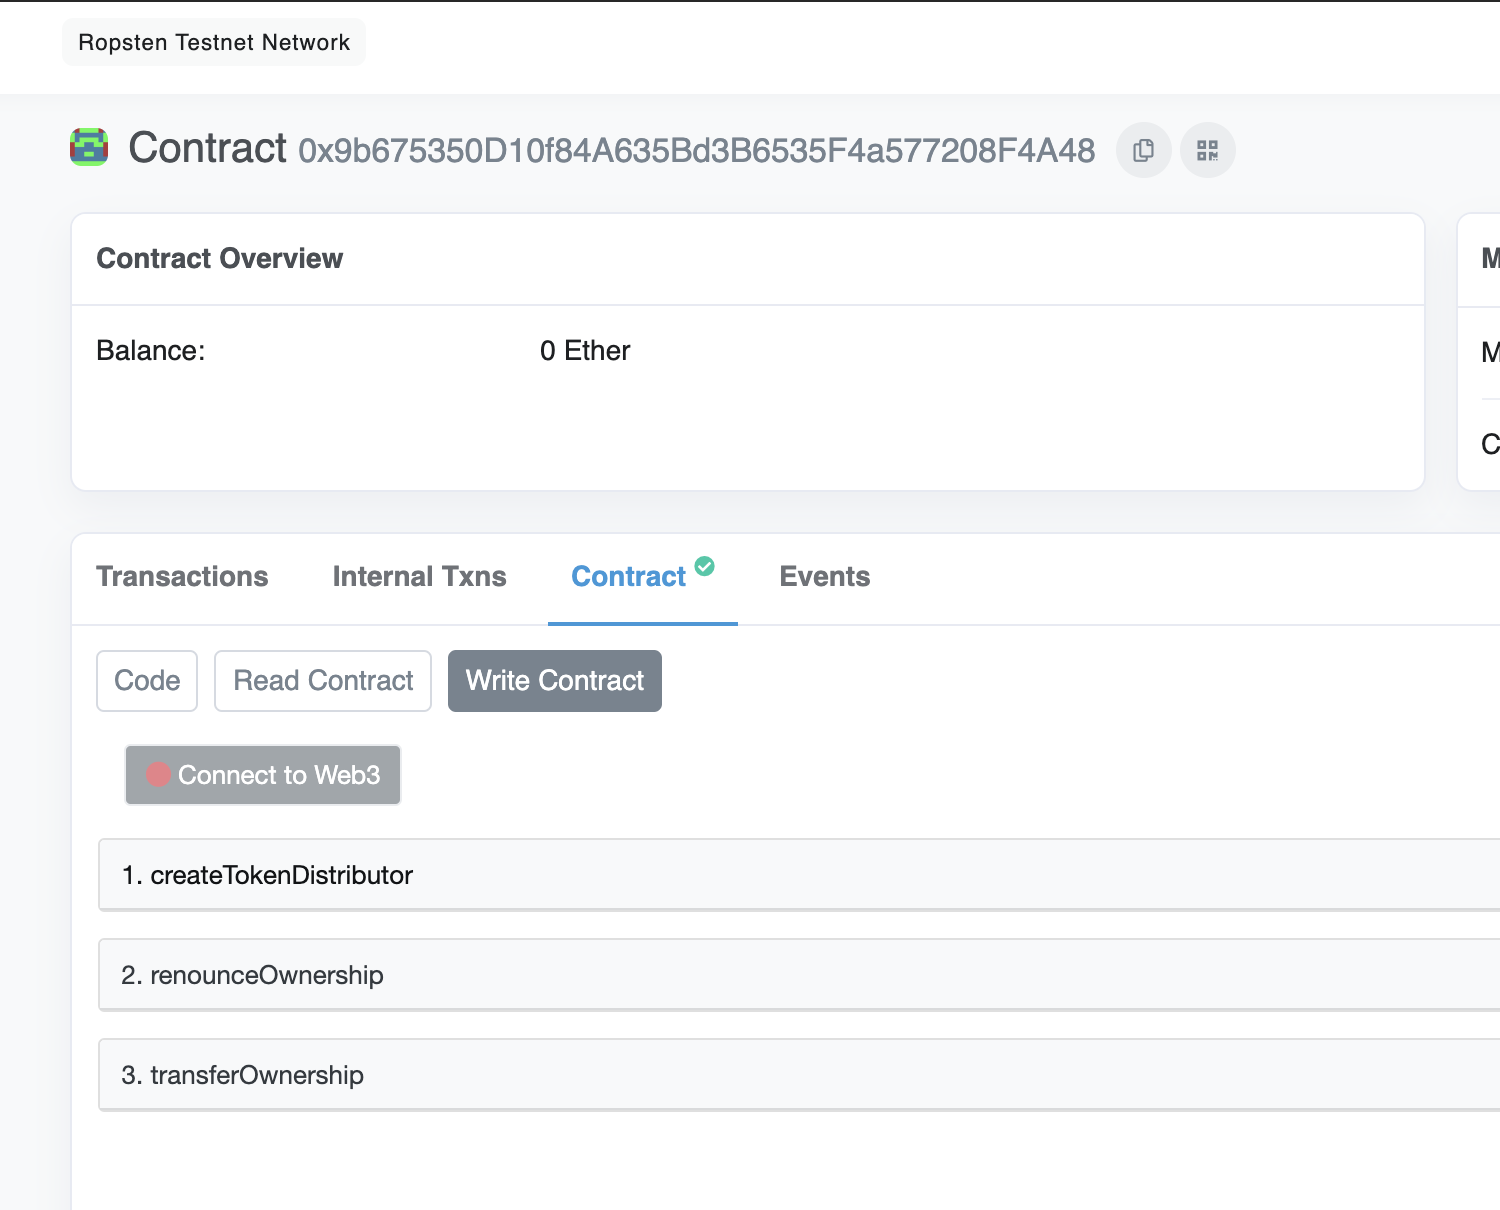 Ropsten Testnet Network
Contract 0x9b675350D10f84A635Bd3B6535F4a577208F4A48
Contract Overview
Balance: 0 Ether
Transactions Internal Txns Contract Events
Code Read Contract Write Contract
Connect to Web3
1. createTokenDistributor
2. renounceOwnership
3. transferOwnership